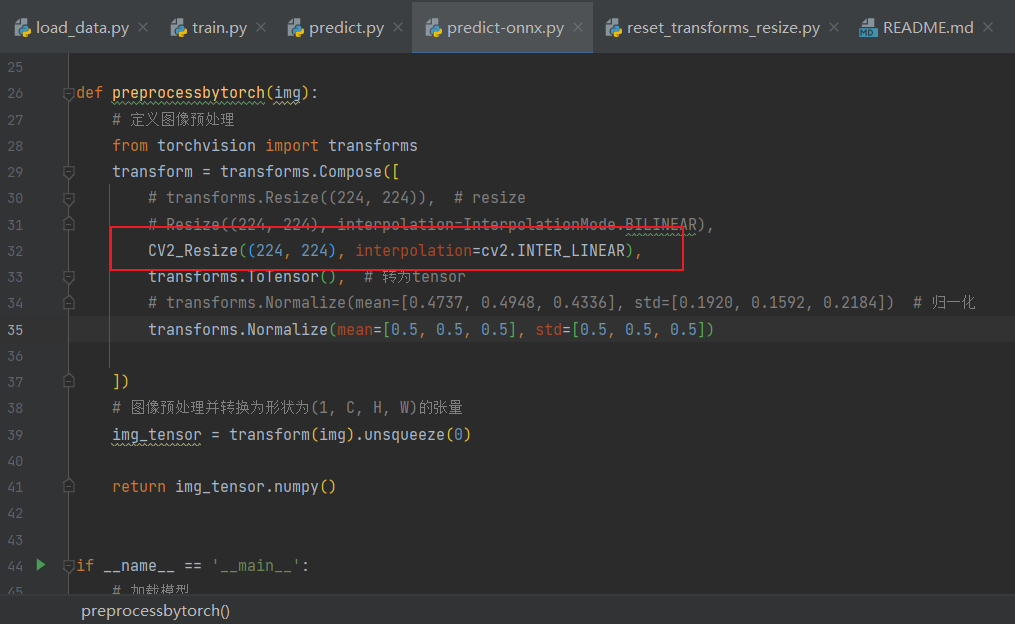 load_data.py train.py predict.py predict-onnx.py reset_transforms_resize.py README.md
25
26 def preprocessbytorch(img):
27 # 定义图像预处理
28 from torchvision import transforms
29 transform = transforms.Compose([
30 # transforms.Resize((224, 224)), # resize
31 # Resize((224, 224), interpolation=InterpolationMode.BILINEAR),
32 CV2_Resize((224, 224), interpolation=cv2.INTER_LINEAR),
33 transforms.ToTensor(), # 转为tensor
34 # transforms.Normalize(mean=[0.4737, 0.4948, 0.4336], std=[0.1920, 0.1592, 0.2184]) # 归一化
35 transforms.Normalize(mean=[0.5, 0.5, 0.5], std=[0.5, 0.5, 0.5])
36
37 ])
38 # 图像预处理并转换为形状为(1, C, H, W)的张量
39 img_tensor = transform(img).unsqueeze(0)
40
41 return img_tensor.numpy()
42
43
44 if __name__ == '__main__':
45 # 加载模型
preprocessbytorch()